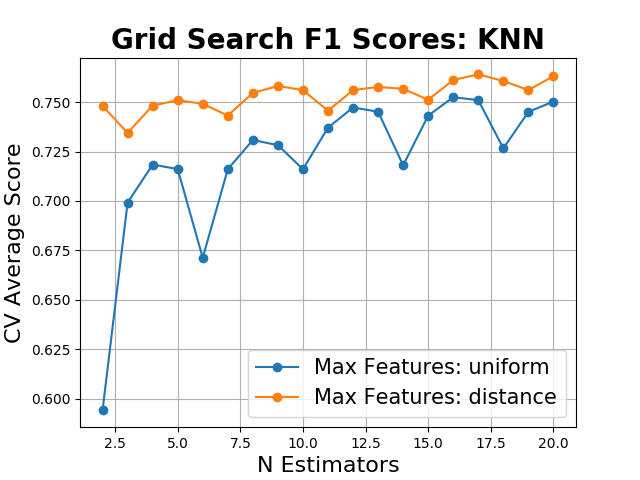 Grid Search F1 Scores: KNN
CV Average Score
0.750
0.725
0.700
0.675
0.650
0.625
0.600
Max Features: uniform
Max Features: distance
2.5 5.0 7.5 10.0 12.5 15.0 17.5 20.0
N Estimators